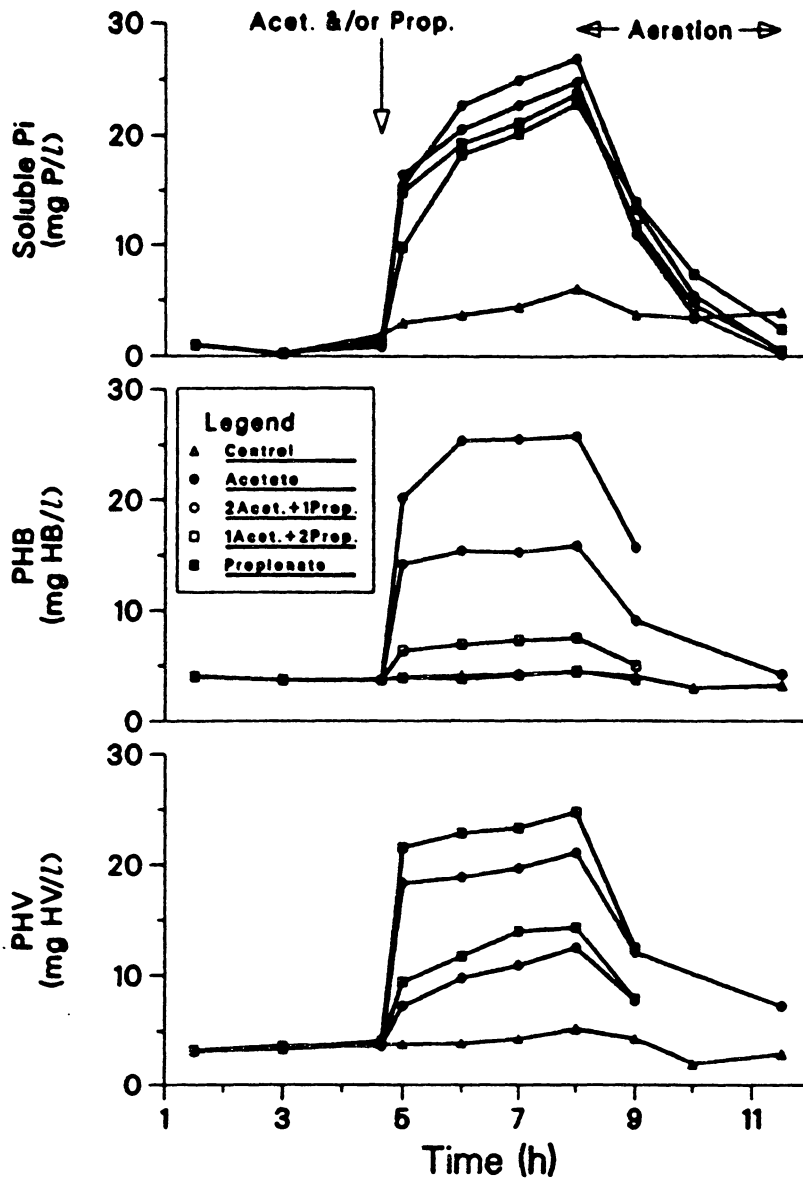 Acet. &/or Prop.
Aeration
Soluble Pi
(mg P/l)
30
20
10
0
PHB
(mg HB/l)
30
20
10
0
Legend
Control
Acetate
2Acet.+1Prop.
1Acet.+2Prop.
Propionate
PHV
(mg HV/l)
30
20
10
0
1
3
5
7
9
11
Time (h)